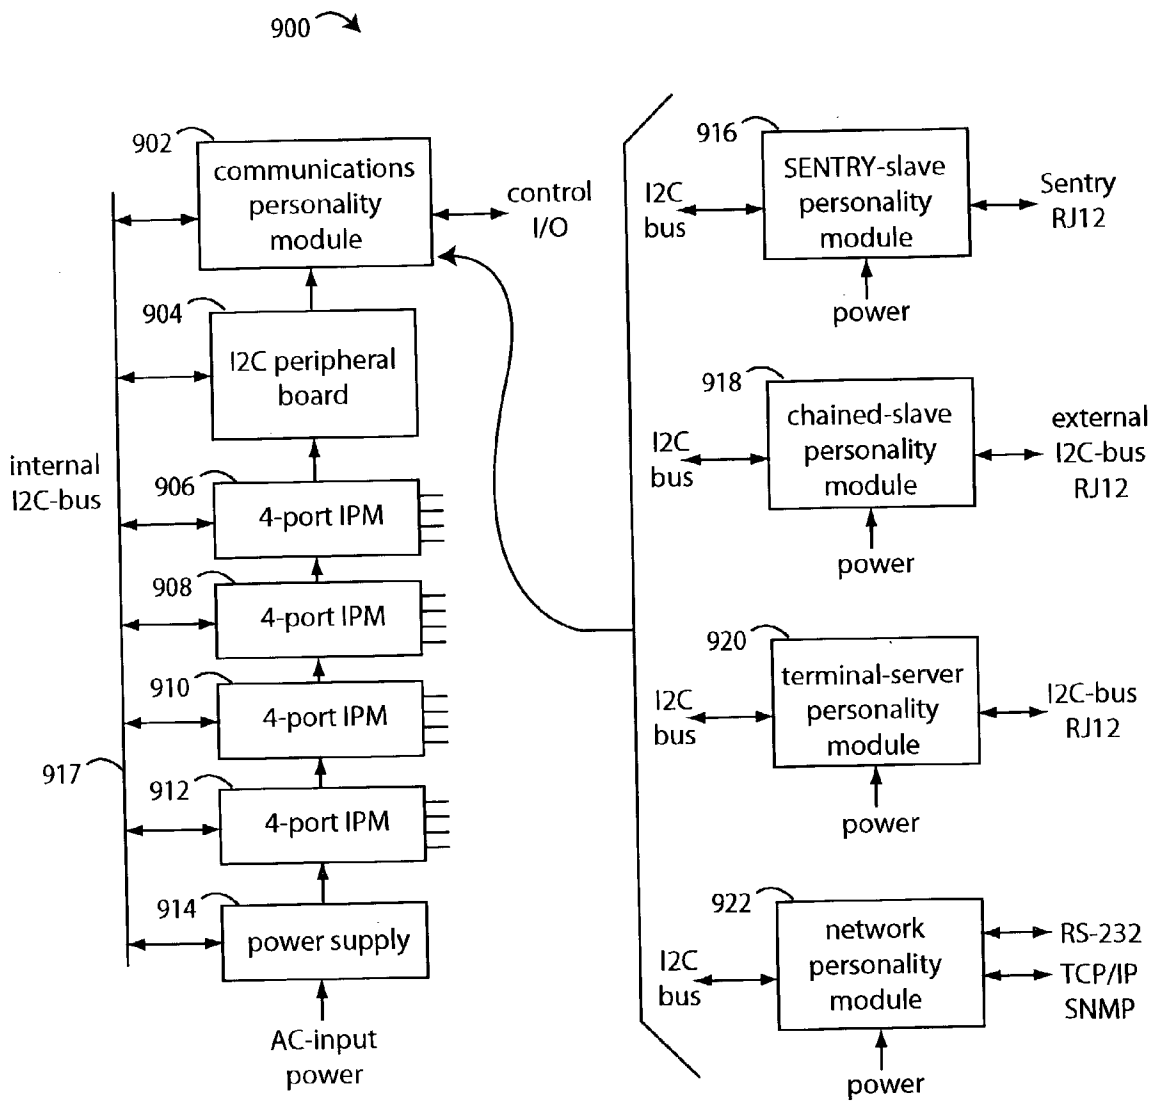 900
902
communications
personality
module
control
I/O
904
I2C peripheral
board
internal
I2C-bus
906
4-port IPM
908
4-port IPM
910
4-port IPM
917
912
4-port IPM
914
power supply
AC-input
power
916
SENTRY-slave
personality
module
I2C
bus
Sentry
RJ12
power
918
chained-slave
personality
module
I2C
bus
external
I2C-bus
RJ12
power
920
terminal-server
personality
module
I2C
bus
I2C-bus
RJ12
power
922
network
personality
module
I2C
bus
RS-232
TCP/IP
SNMP
power